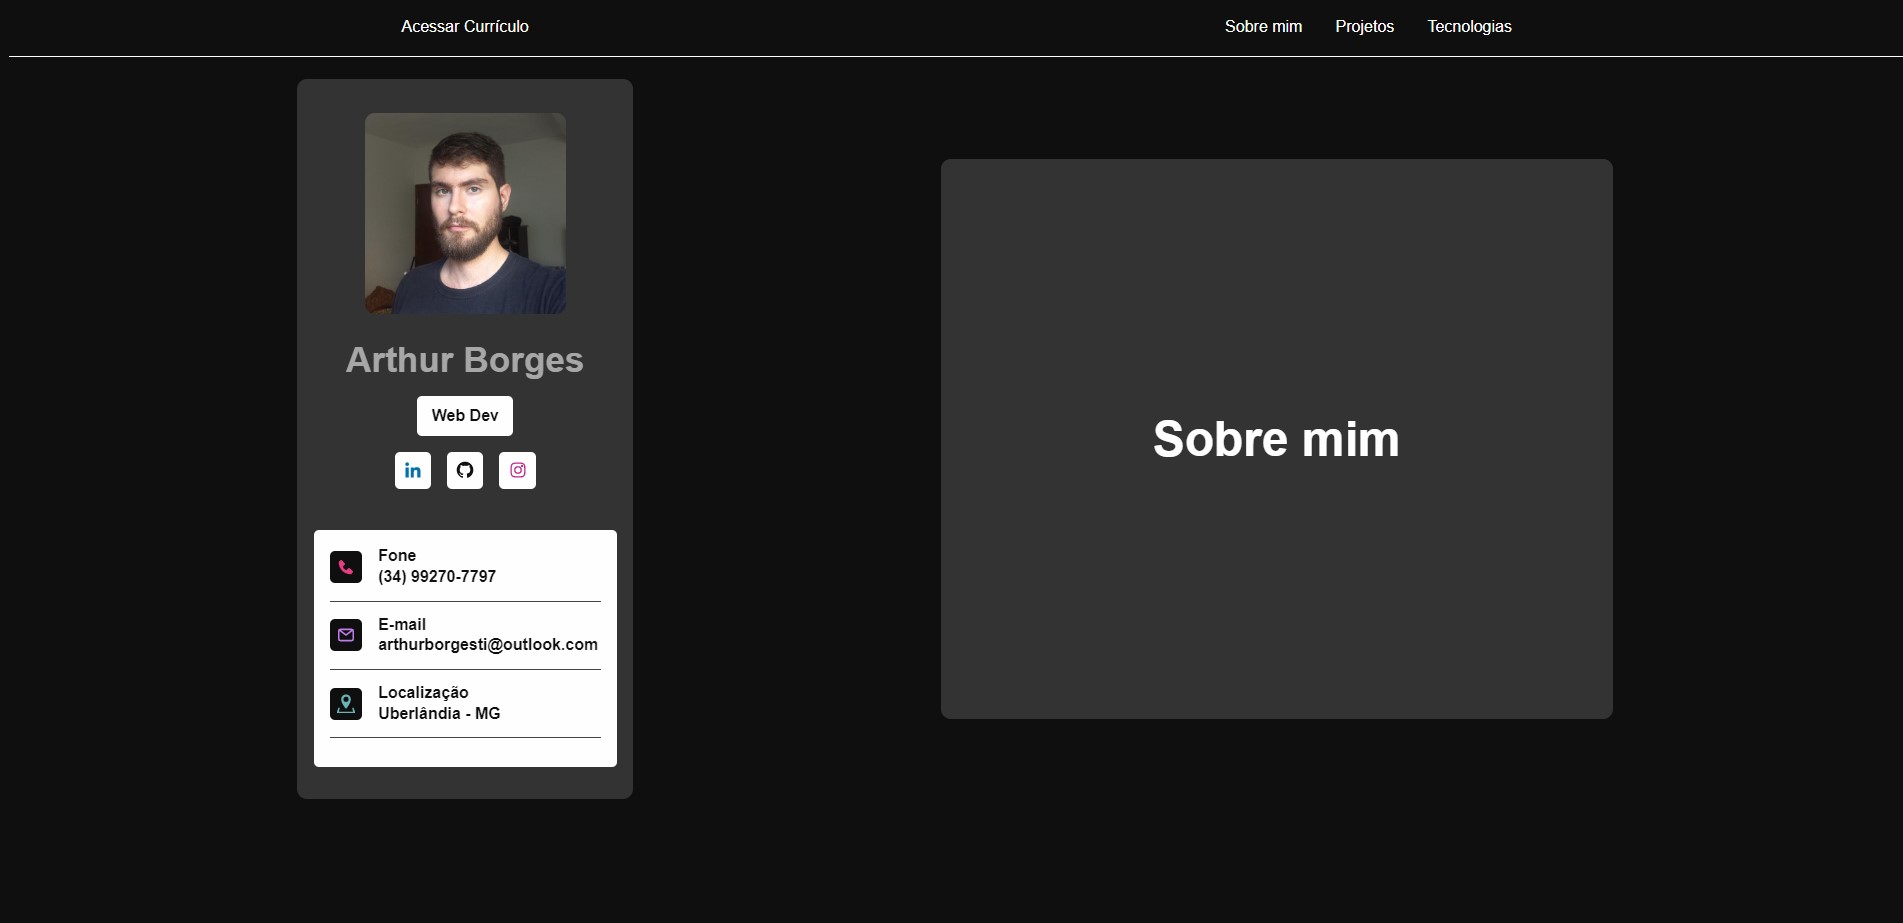 Acessar Currículo
Sobre mim
Projetos
Tecnologias
Arthur Borges
Web Dev
in
Fone
(34) 99270-7797
E-mail
arthurborgesti@outlook.com
Localização
Uberlândia - MG
Sobre mim